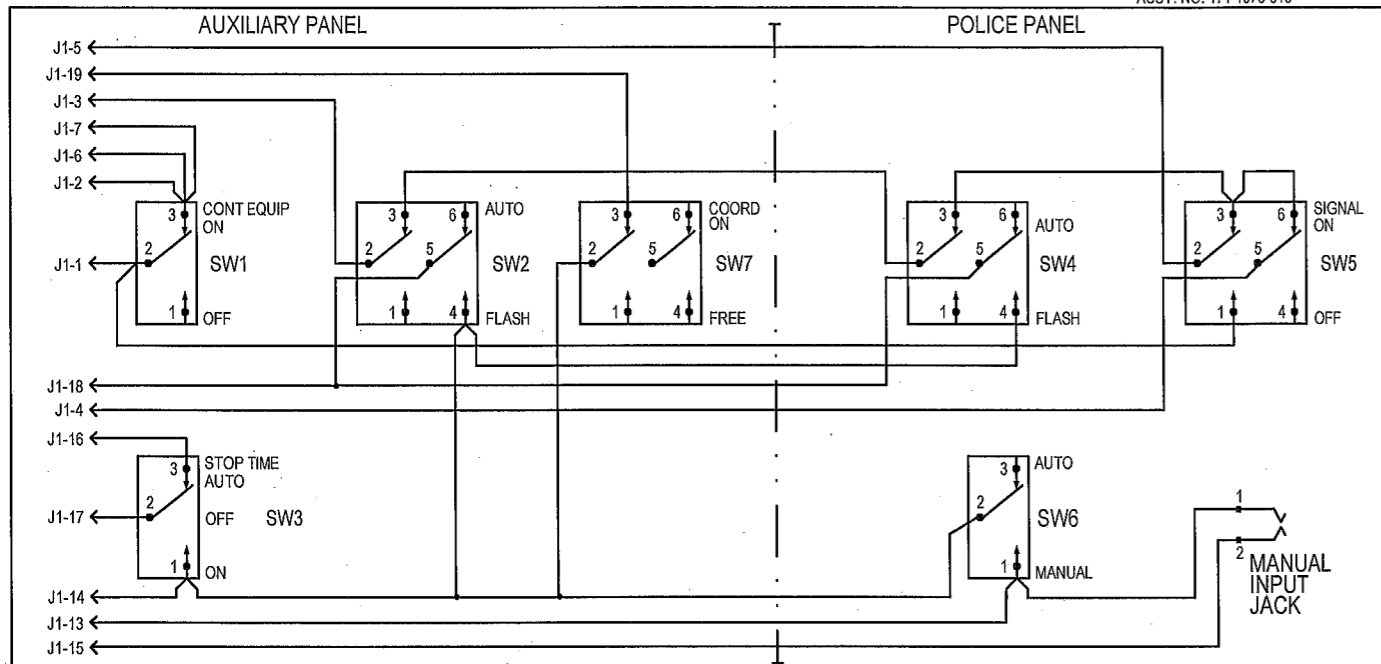 AUXILIARY PANEL
POLICE PANEL
J1-5
J1-19
J1-3
J1-7
J1-6
J1-2
J1-1
3
CONT EQUIP
ON
2
SW1
1
OFF
3
6
AUTO
2
5
SW2
1
4
FLASH
3
6
COORD
ON
2
5
SW7
1
4
FREE
3
6
AUTO
2
5
SW4
1
4
FLASH
3
6
SIGNAL
ON
2
5
SW5
1
4
OFF
J1-18
J1-4
J1-16
J1-17
3
STOP TIME
AUTO
2
OFF
SW3
1
ON
3
AUTO
2
SW6
1
MANUAL
1
2
MANUAL
INPUT
JACK
J1-14
J1-13
J1-15